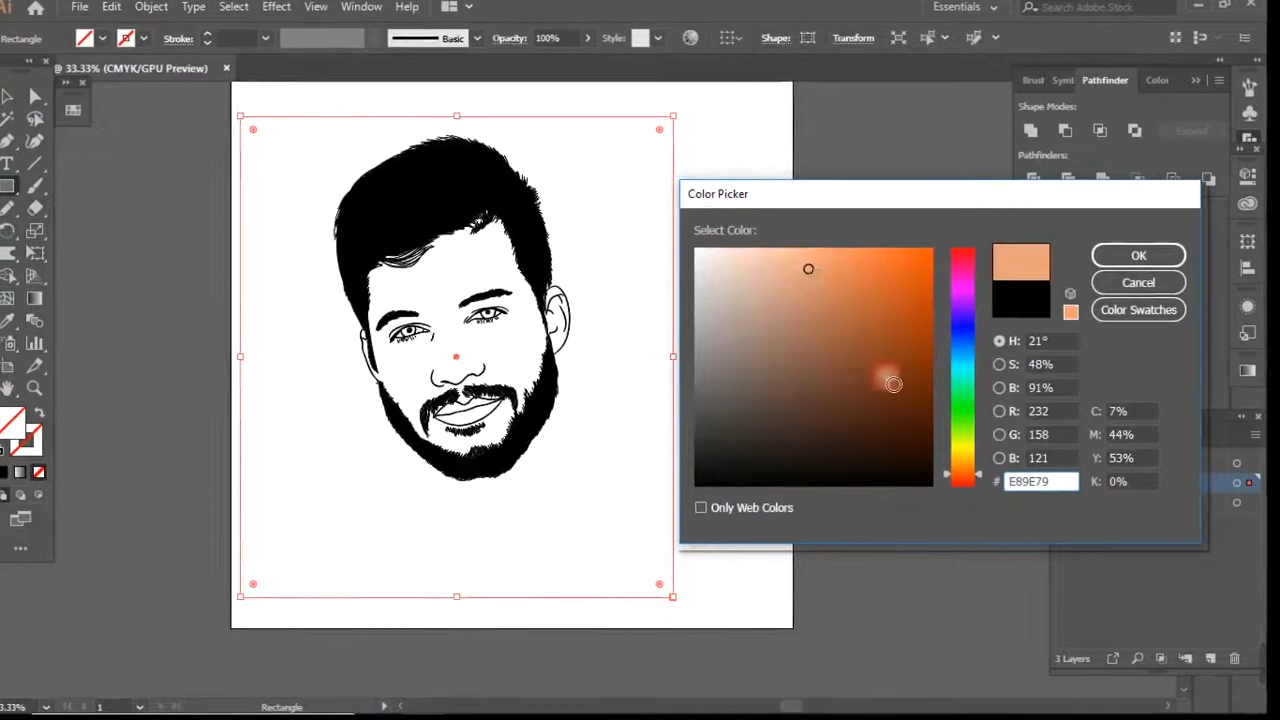 Ai File Edit Object Type Select Effect View Window Help Essentials Search Adobe Stock
Rectangle Stroke: Basic Opacity: 100% Style: Shape: Transform
@ 33.33% (CMYK/GPU Preview) ×
Brush Symb Pathfinder Color
Shape Modes:
Expand
Pathfinders:
Color Picker
Select Color:
OK
Cancel
Color Swatches
H: 21°
S: 48%
B: 91%
R: 232 C: 7%
G: 158 M: 44%
B: 121 Y: 53%
# E89E79 K: 0%
Only Web Colors
3 Layers
3.33% 1 Rectangle